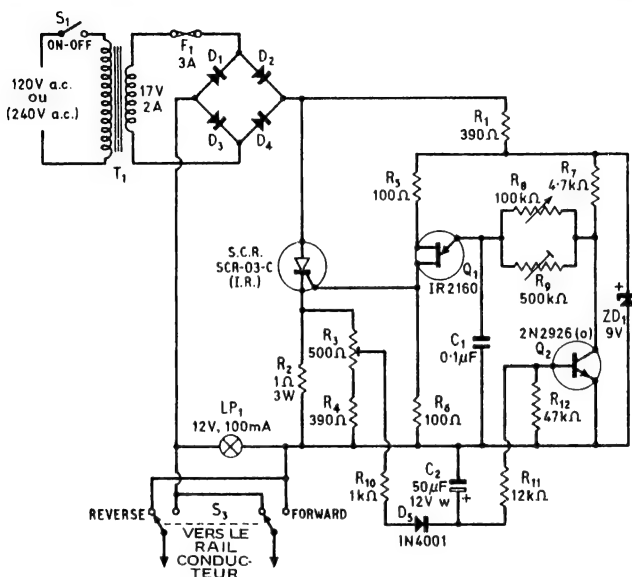 S1
ON-OFF
120V a.c.
ou
(240V a.c.)
T1
17V
2A
F1
3A
D1
D2
D3
D4
R1
390Ω
R5
100Ω
R8
100kΩ
R7
4·7kΩ
R9
500kΩ
Q1
IR2160
S.C.R.
SCR-03-C
(I.R.)
C1
0·1μF
2N2926(o)
Q2
ZD1
9V
+
R3
500Ω
R2
1Ω
3W
R4
390Ω
R6
100Ω
R12
47kΩ
LP1
12V, 100mA
R10
1kΩ
C2
50μF
12V w
+
R11
12kΩ
D5
1N4001
REVERSE
S3
FORWARD
VERS LE
RAIL
CONDUC-
TEUR